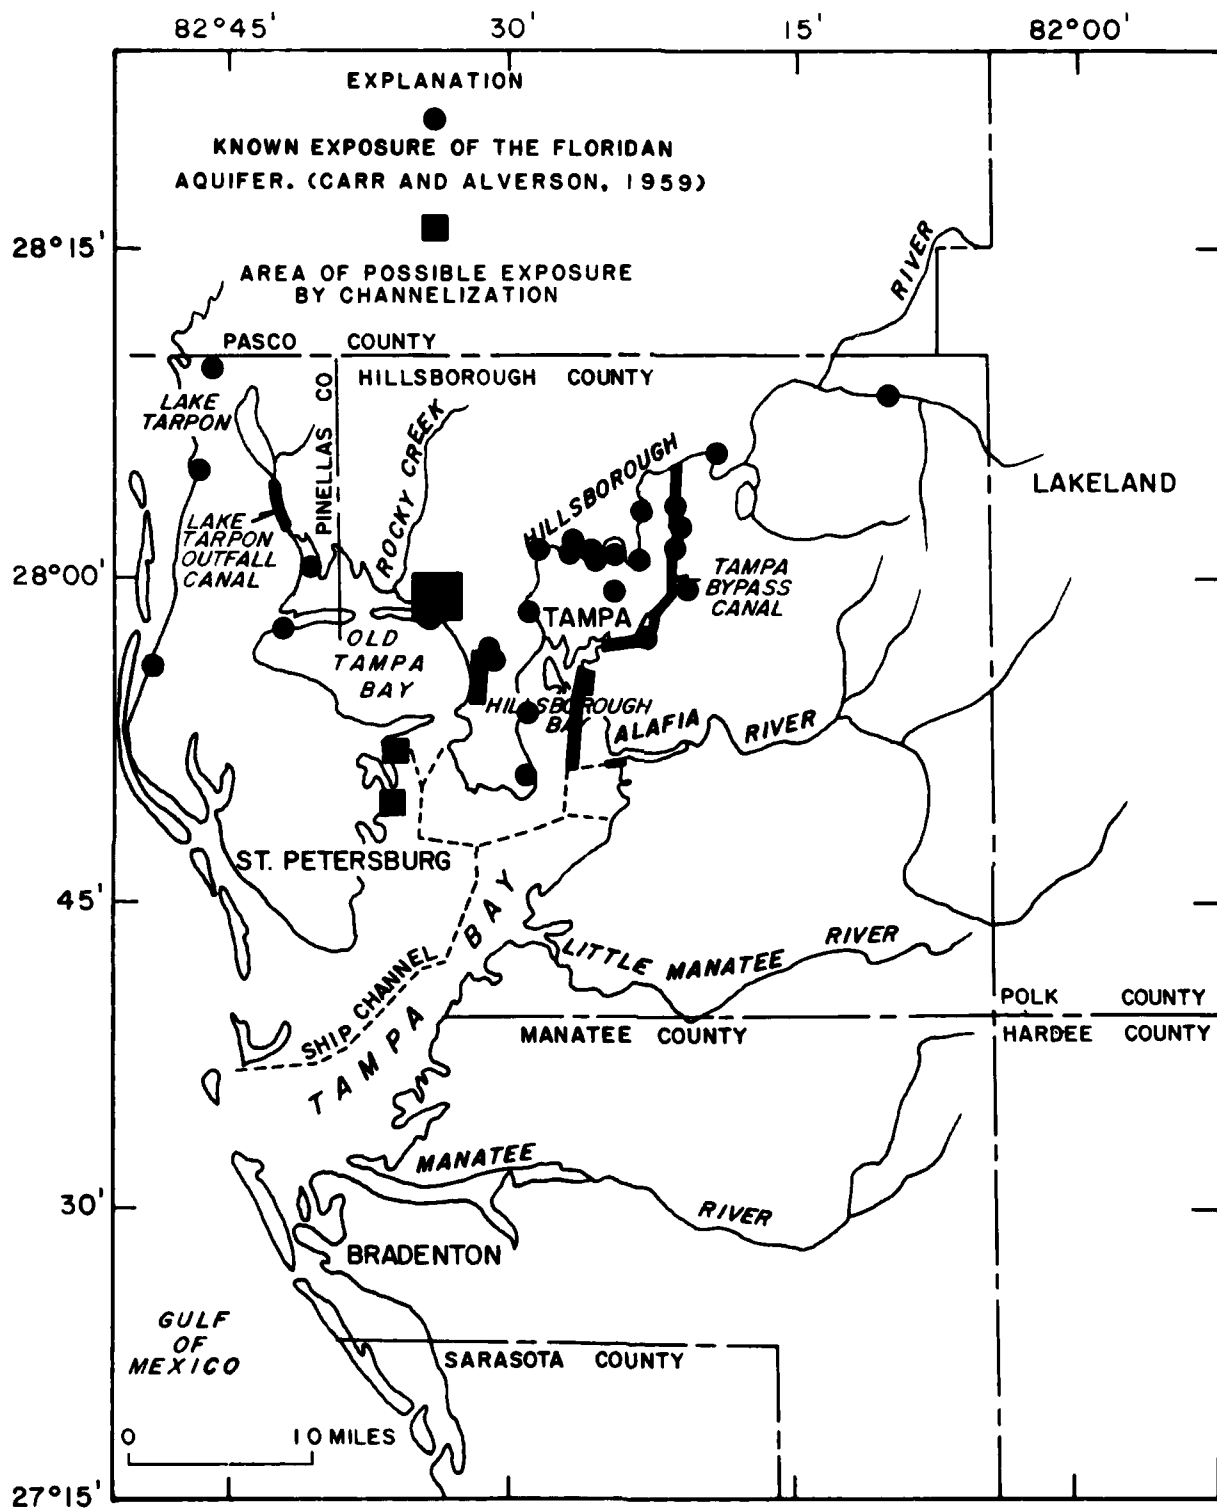 82°45' 30' 15' 82°00'
EXPLANATION
KNOWN EXPOSURE OF THE FLORIDAN
AQUIFER. (CARR AND ALVERSON, 1959)
28°15'
AREA OF POSSIBLE EXPOSURE
BY CHANNELIZATION
RIVER
PASCO COUNTY
HILLSBOROUGH COUNTY
PINELLAS CO
LAKE
TARPON
ROCKY CREEK
HILLSBOROUGH
LAKELAND
LAKE
TARPON
OUTFALL
CANAL
28°00'
TAMPA
BYPASS
CANAL
TAMPA
OLD
TAMPA
BAY
HILLSBOROUGH
BAY
ALAFIA RIVER
ST. PETERSBURG
45'
TAMPA BAY
SHIP CHANNEL
LITTLE MANATEE RIVER
POLK COUNTY
HARDEE COUNTY
MANATEE COUNTY
MANATEE RIVER
30'
BRADENTON
GULF
OF
MEXICO
SARASOTA COUNTY
0 10 MILES
27°15'